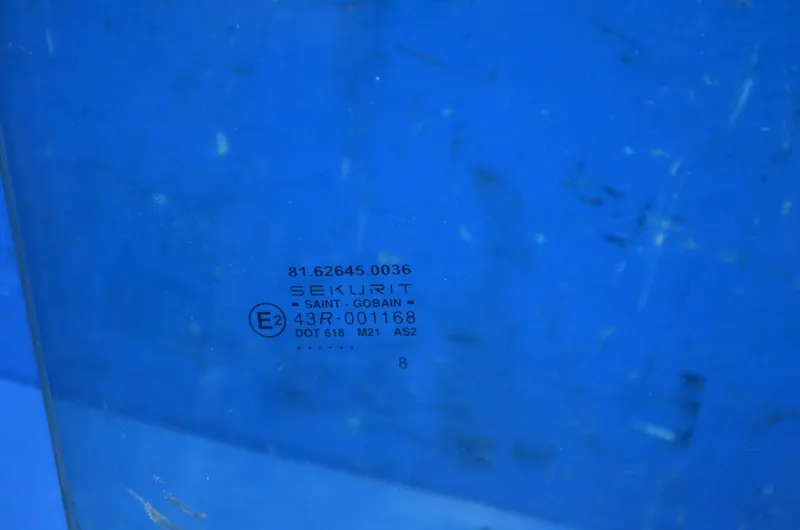 81.62645.0036
SEKURIT
SAINT - GOBAIN
E2 43R-001168
DOT 618 M21 AS2
......
8